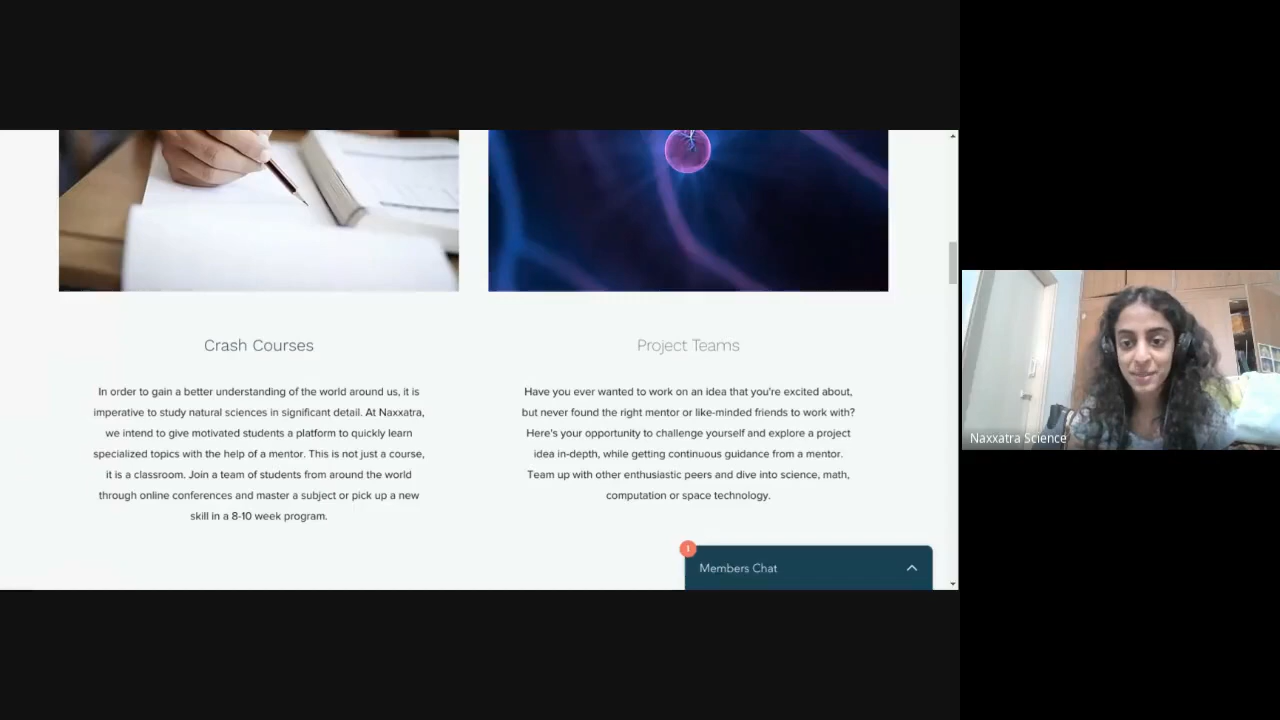 Crash Courses
In order to gain a better understanding of the world around us, it is
imperative to study natural sciences in significant detail. At Naxxatra,
we intend to give motivated students a platform to quickly learn
specialized topics with the help of a mentor. This is not just a course,
it is a classroom. Join a team of students from around the world
through online conferences and master a subject or pick up a new
skill in a 8-10 week program.
Project Teams
Have you ever wanted to work on an idea that you're excited about,
but never found the right mentor or like-minded friends to work with?
Here's your opportunity to challenge yourself and explore a project
idea in-depth, while getting continuous guidance from a mentor.
Team up with other enthusiastic peers and dive into science, math,
computation or space technology.
1
Members Chat
Naxxatra Science